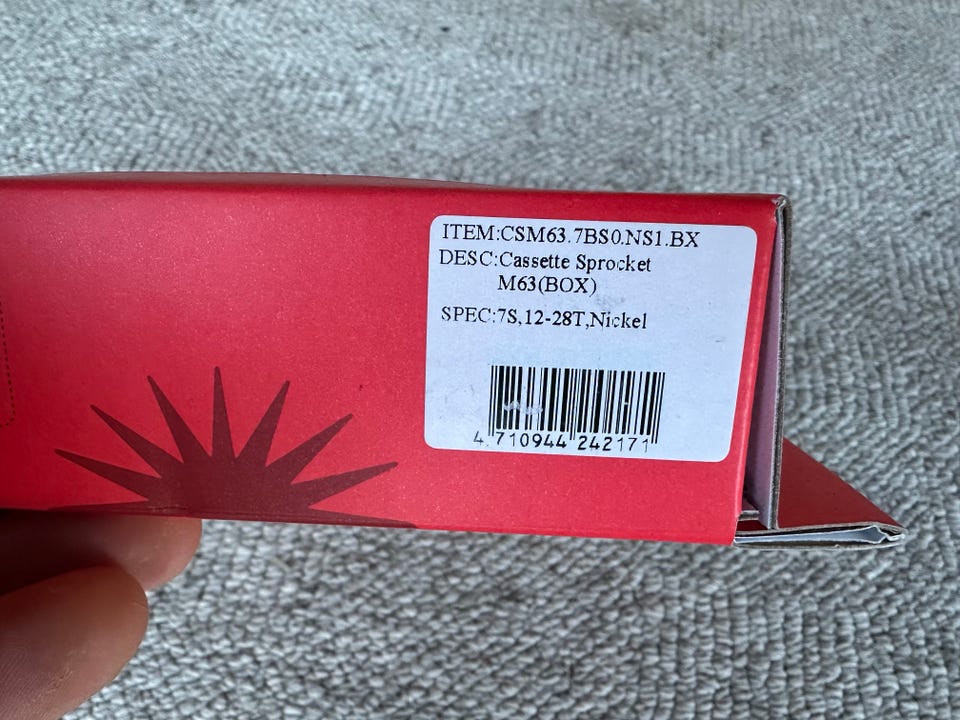 ITEM:CSM63.7BS0.NS1.BX
DESC:Cassette Sprocket
M63(BOX)
SPEC:7S,12-28T,Nickel
4 710944 242171